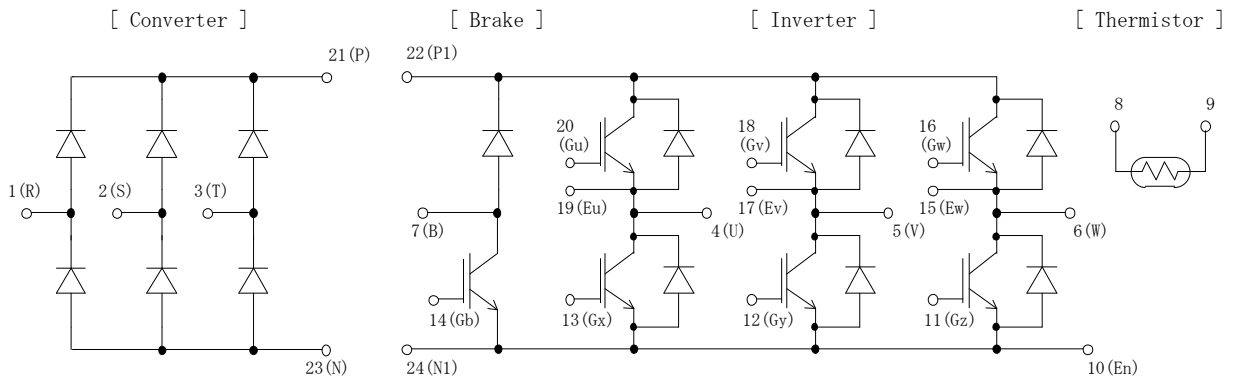 [ Converter ]
[ Brake ]
[ Inverter ]
[ Thermistor ]
21(P)
22(P1)
20
(Gu)
18
(Gv)
16
(Gw)
8
9
1(R)
2(S)
3(T)
19(Eu)
17(Ev)
15(Ew)
7(B)
4(U)
5(V)
6(W)
14(Gb)
13(Gx)
12(Gy)
11(Gz)
23(N)
24(N1)
10(En)